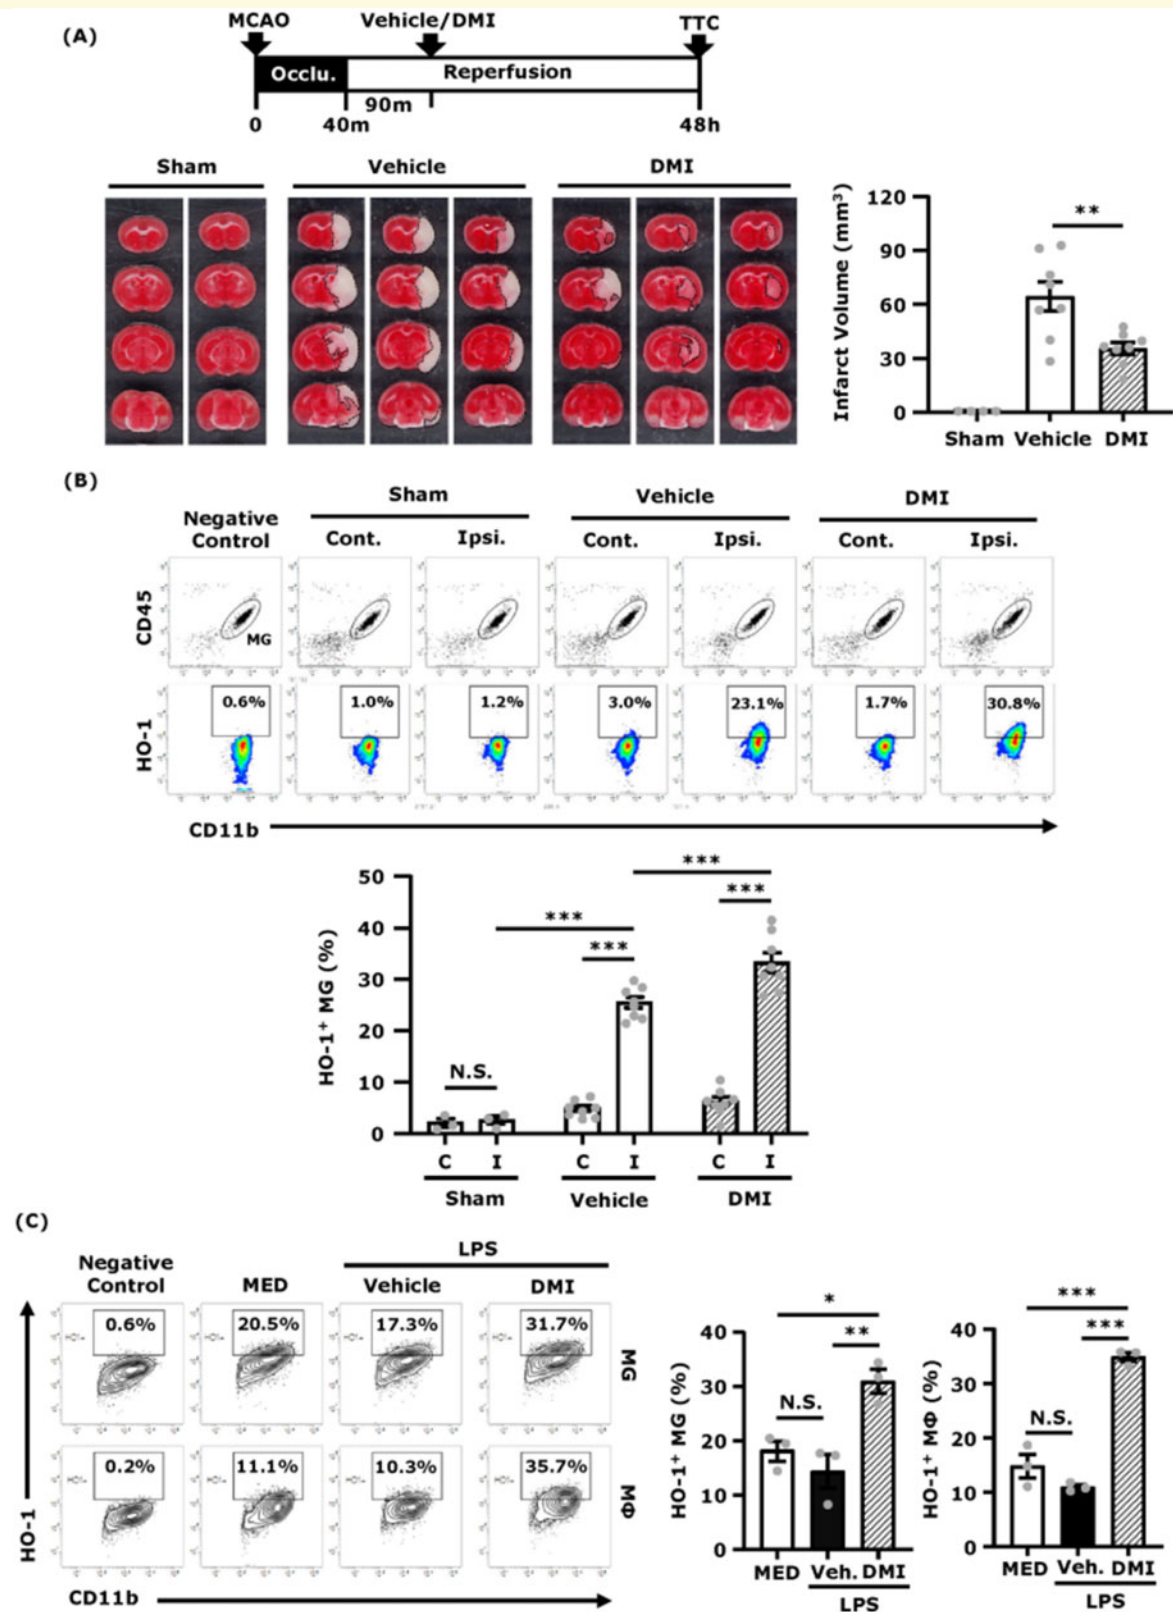 (A)
MCAO Vehicle/DMI TTC
Occlu. Reperfusion
90m
0 40m 48h
Sham Vehicle DMI
Infarct Volume (mm³)
120
90
60
30
0
**
Sham Vehicle DMI
(B)
Sham Vehicle DMI
Negative Control
Cont. Ipsi. Cont. Ipsi. Cont. Ipsi.
CD45
MG
HO-1
0.6% 1.0% 1.2% 3.0% 23.1% 1.7% 30.8%
CD11b
HO-1⁺ MG (%)
50
40
30
20
10
0
*** ***
*** ***
N.S.
C I C I C I
Sham Vehicle DMI
(C)
LPS
Negative Control
MED Vehicle DMI
0.6% 20.5% 17.3% 31.7%
MG
0.2% 11.1% 10.3% 35.7%
MΦ
HO-1
CD11b
HO-1⁺ MG (%)
40
30
20
10
0
*
**
N.S.
MED Veh. DMI
LPS
HO-1⁺ MΦ (%)
40
30
20
10
0
***
***
N.S.
MED Veh. DMI
LPS